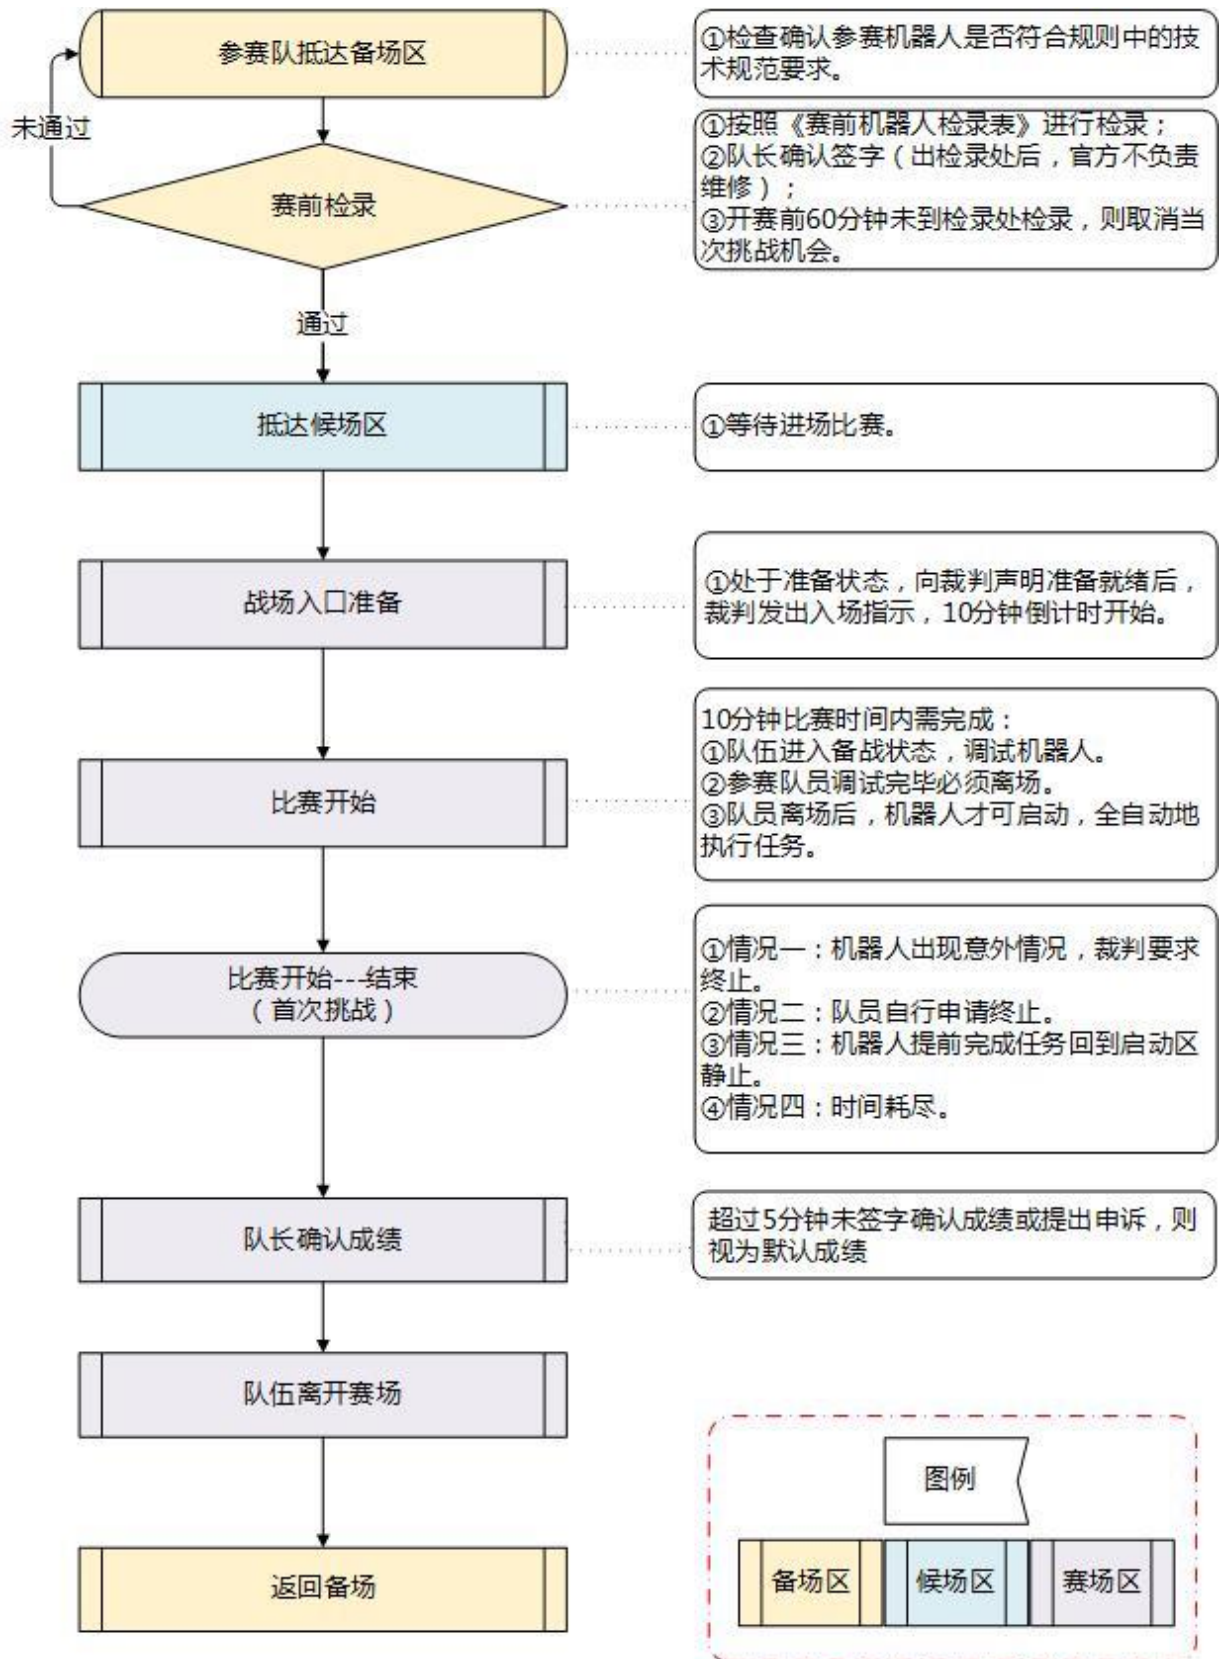 参赛队抵达备场区
①检查确认参赛机器人是否符合规则中的技
术规范要求。
未通过
赛前检录
①按照《赛前机器人检录表》进行检录；
②队长确认签字（出检录处后，官方不负责
维修）；
③开赛前60分钟未到检录处检录，则取消当
次挑战机会。
通过
抵达候场区
①等待进场比赛。
战场入口准备
①处于准备状态，向裁判声明准备就绪后，
裁判发出入场指示，10分钟倒计时开始。
比赛开始
10分钟比赛时间内需完成：
①队伍进入备战状态，调试机器人。
②参赛队员调试完毕必须离场。
③队员离场后，机器人才可启动，全自动地
执行任务。
比赛开始---结束
（首次挑战）
①情况一：机器人出现意外情况，裁判要求
终止。
②情况二：队员自行申请终止。
③情况三：机器人提前完成任务回到启动区
静止。
④情况四：时间耗尽。
队长确认成绩
超过5分钟未签字确认成绩或提出申诉，则
视为默认成绩
队伍离开赛场
返回备场
图例
备场区
候场区
赛场区